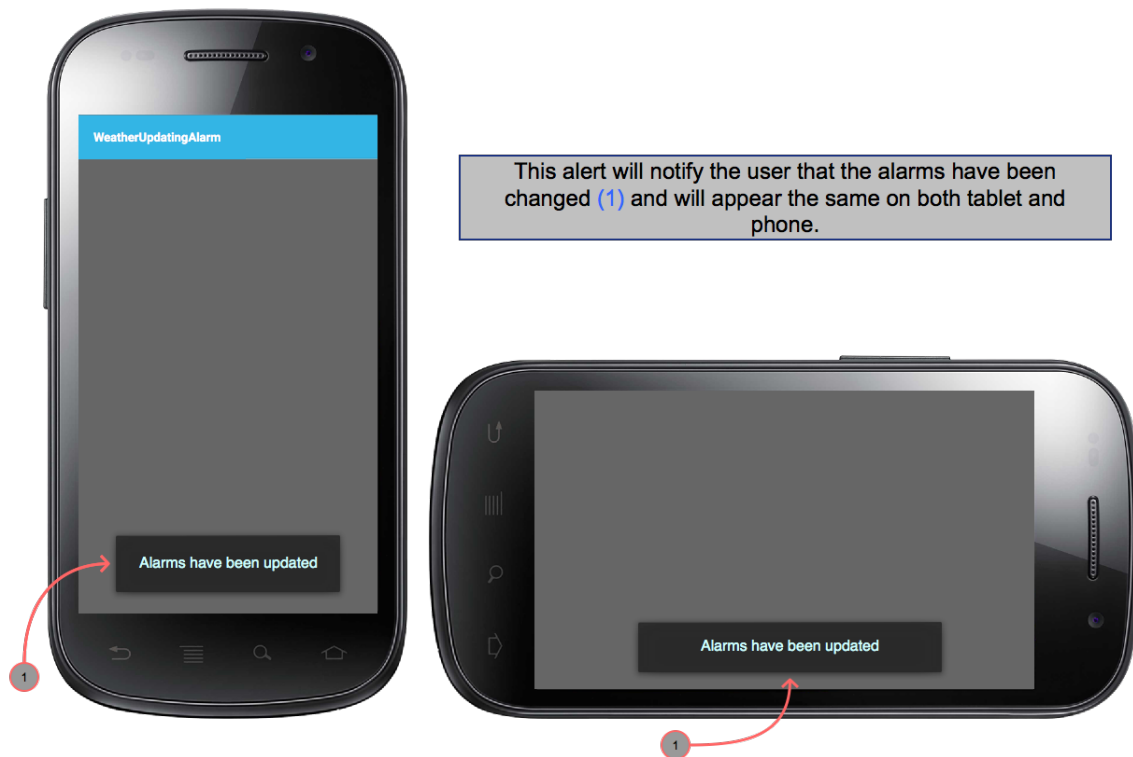 WeatherUpdatingAlarm
This alert will notify the user that the alarms have been
changed (1) and will appear the same on both tablet and
phone.
Alarms have been updated
1
Alarms have been updated
1